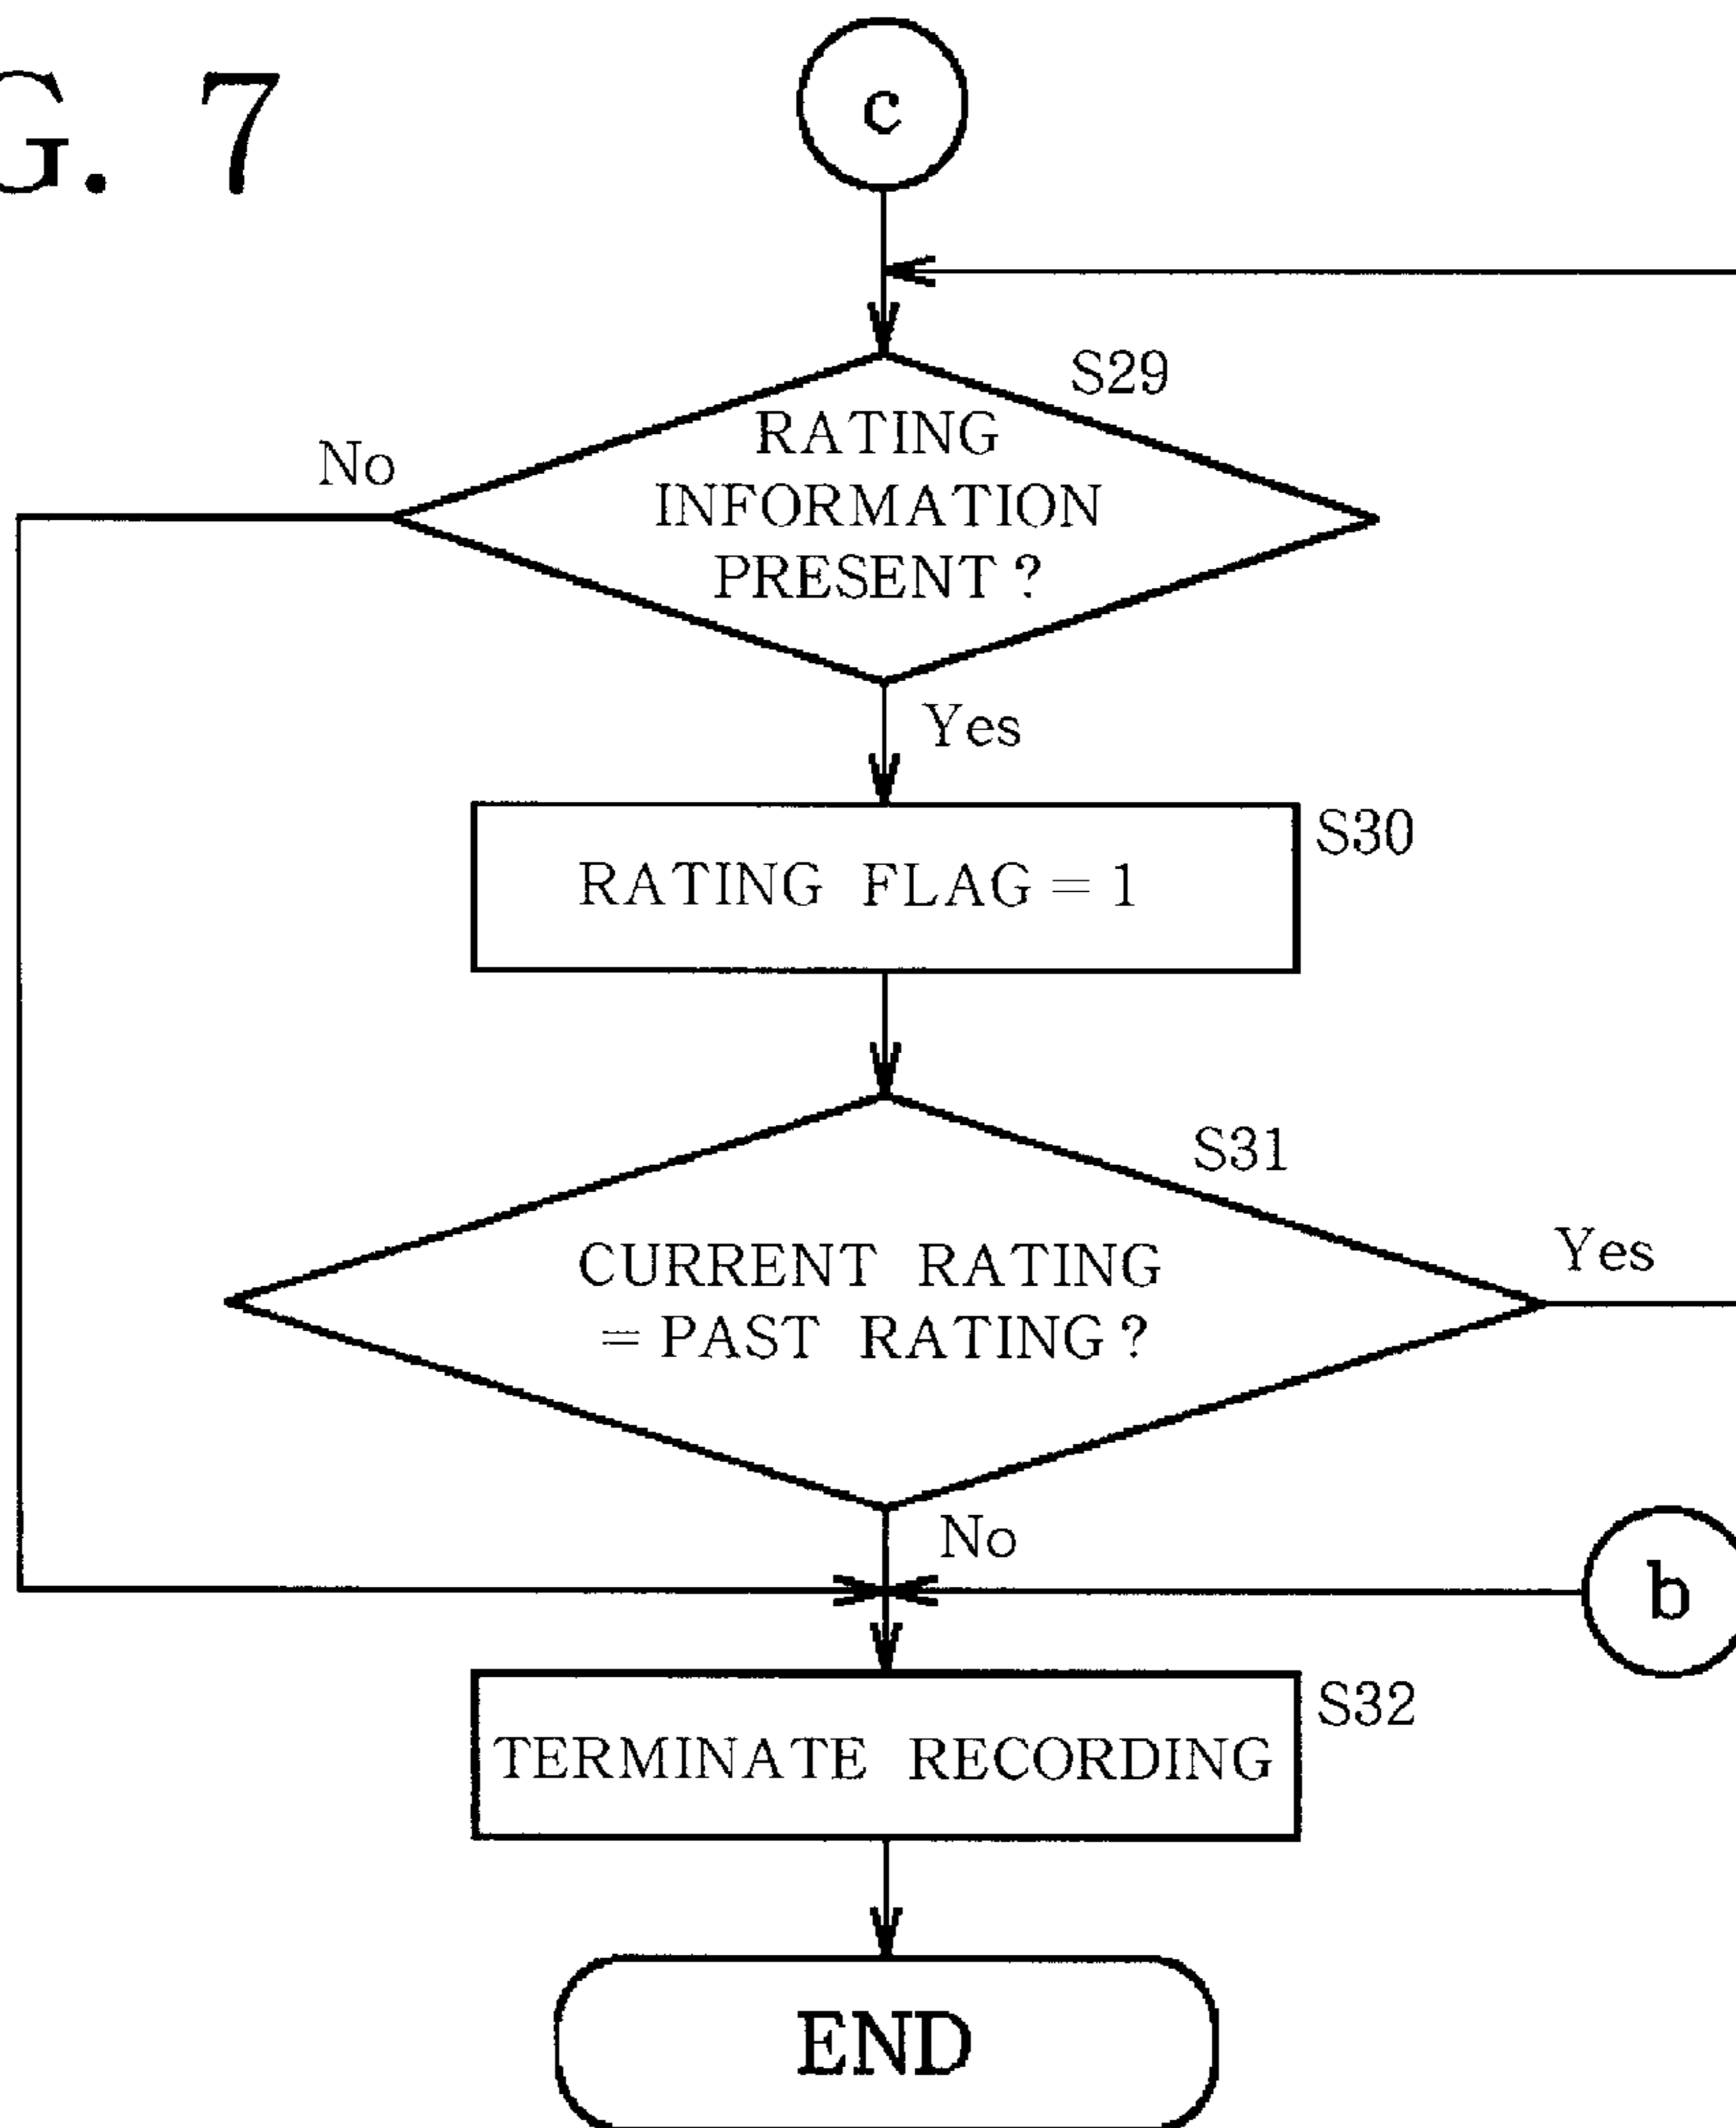 G. 7
c
S29
No
RATING
INFORMATION
PRESENT?
Yes
S30
RATING FLAG = 1
S31
Yes
CURRENT RATING
= PAST RATING?
No
b
S32
TERMINATE RECORDING
END